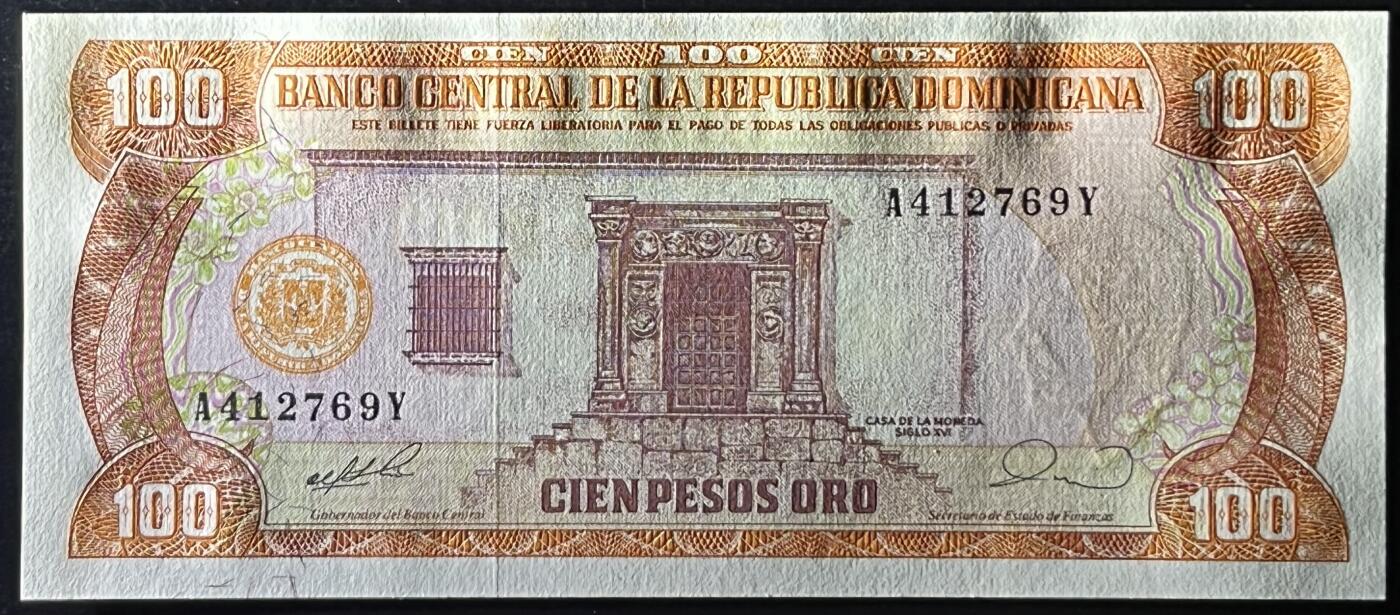 CIEN 100 CIEN
100 100
BANCO CENTRAL DE LA REPUBLICA DOMINICANA
ESTE BILLETE TIENE FUERZA LIBERATORIA PARA EL PAGO DE TODAS LAS OBLIGACIONES PUBLICAS O PRIVADAS
A412769Y
A412769Y
CASA DE LA MONEDA
SIGLO XVI
CIEN PESOS ORO
Gobernador del Banco Central
Secretario de Estado de Finanzas
100 100